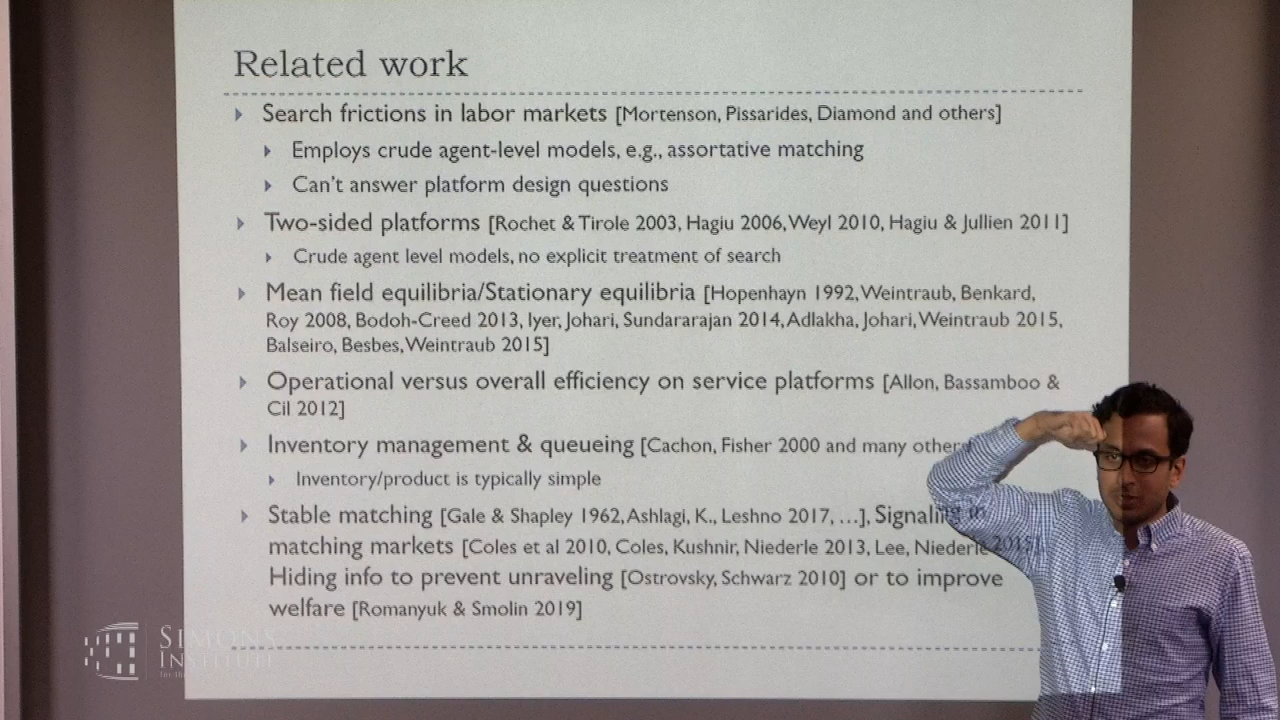 Related work
Search frictions in labor markets [Mortenson, Pissarides, Diamond and others]
Employs crude agent-level models, e.g., assortative matching
Can't answer platform design questions
Two-sided platforms [Rochet & Tirole 2003, Hagiu 2006, Weyl 2010, Hagiu & Jullien 2011]
Crude agent level models, no explicit treatment of search
Mean field equilibria/Stationary equilibria [Hopenhayn 1992, Weintraub, Benkard,
Roy 2008, Bodoh-Creed 2013, Iyer, Johari, Sundararajan 2014, Adlakha, Johari, Weintraub 2015,
Balseiro, Besbes, Weintraub 2015]
Operational versus overall efficiency on service platforms [Allon, Bassamboo &
Cil 2012]
Inventory management & queueing [Cachon, Fisher 2000 and many others
Inventory/product is typically simple
Stable matching [Gale & Shapley 1962, Ashlagi, K., Leshno 2017, ...], Signaling in
matching markets [Coles et al 2010, Coles, Kushnir, Niederle 2013, Lee, Niederle 2015],
Hiding info to prevent unraveling [Ostrovsky, Schwarz 2010] or to improve
welfare [Romanyuk & Smolin 2019]
SIMONS
INSTITUTE